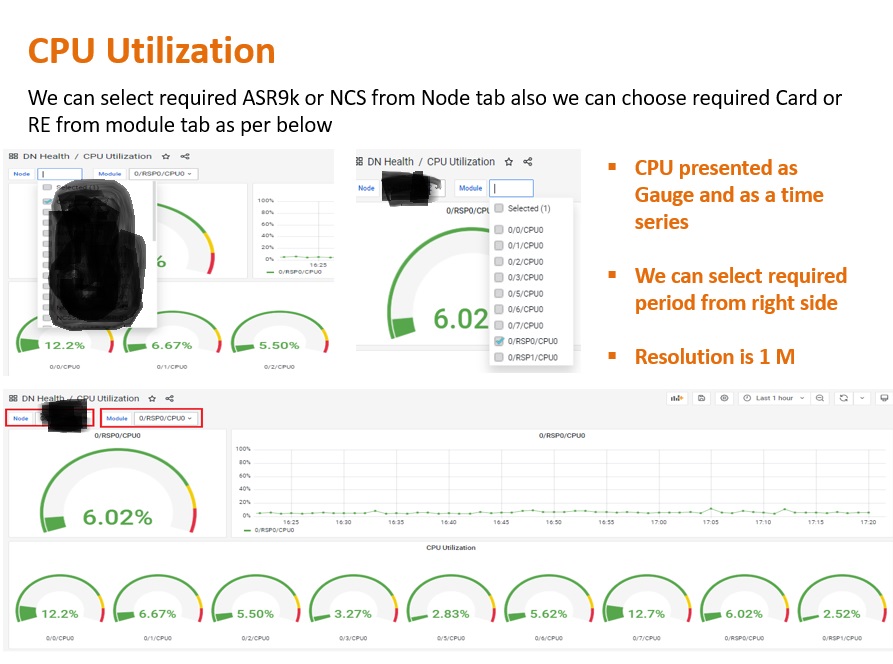 CPU Utilization
We can select required ASR9k or NCS from Node tab also we can choose required Card or
RE from module tab as per below
DN Health / CPU Utilization
Node
Module 0/RSP0/CPU0
Selected (1)
%
100%
80%
60%
40%
20%
0%
16:25
0/RSP0/CPU0
12.2%
6.67%
5.50%
0/0/CPU0
0/1/CPU0
0/2/CPU0
DN Health / CPU Utilization
Node
Module
0/RSP0/CPU
6.02
Selected (1)
0/0/CPU0
0/1/CPU0
0/2/CPU0
0/3/CPU0
0/5/CPU0
0/6/CPU0
0/7/CPU0
0/RSP0/CPU0
0/RSP1/CPU0
CPU presented as
Gauge and as a time
series
We can select required
period from right side
Resolution is 1 M
DN Health / CPU Utilization
Last 1 hour
Node
Module 0/RSP0/CPU0
0/RSP0/CPU0
6.02%
0/RSP0/CPU0
100%
80%
60%
40%
20%
0%
16:25 16:30 16:35 16:40 16:45 16:50 16:55 17:00 17:05 17:10 17:15 17:20
0/RSP0/CPU0
CPU Utilization
12.2% 6.67% 5.50% 3.27% 2.83% 5.62% 12.7% 6.02% 2.52%
0/0/CPU0 0/1/CPU0 0/2/CPU0 0/3/CPU0 0/5/CPU0 0/6/CPU0 0/7/CPU0 0/RSP0/CPU0 0/RSP1/CPU0